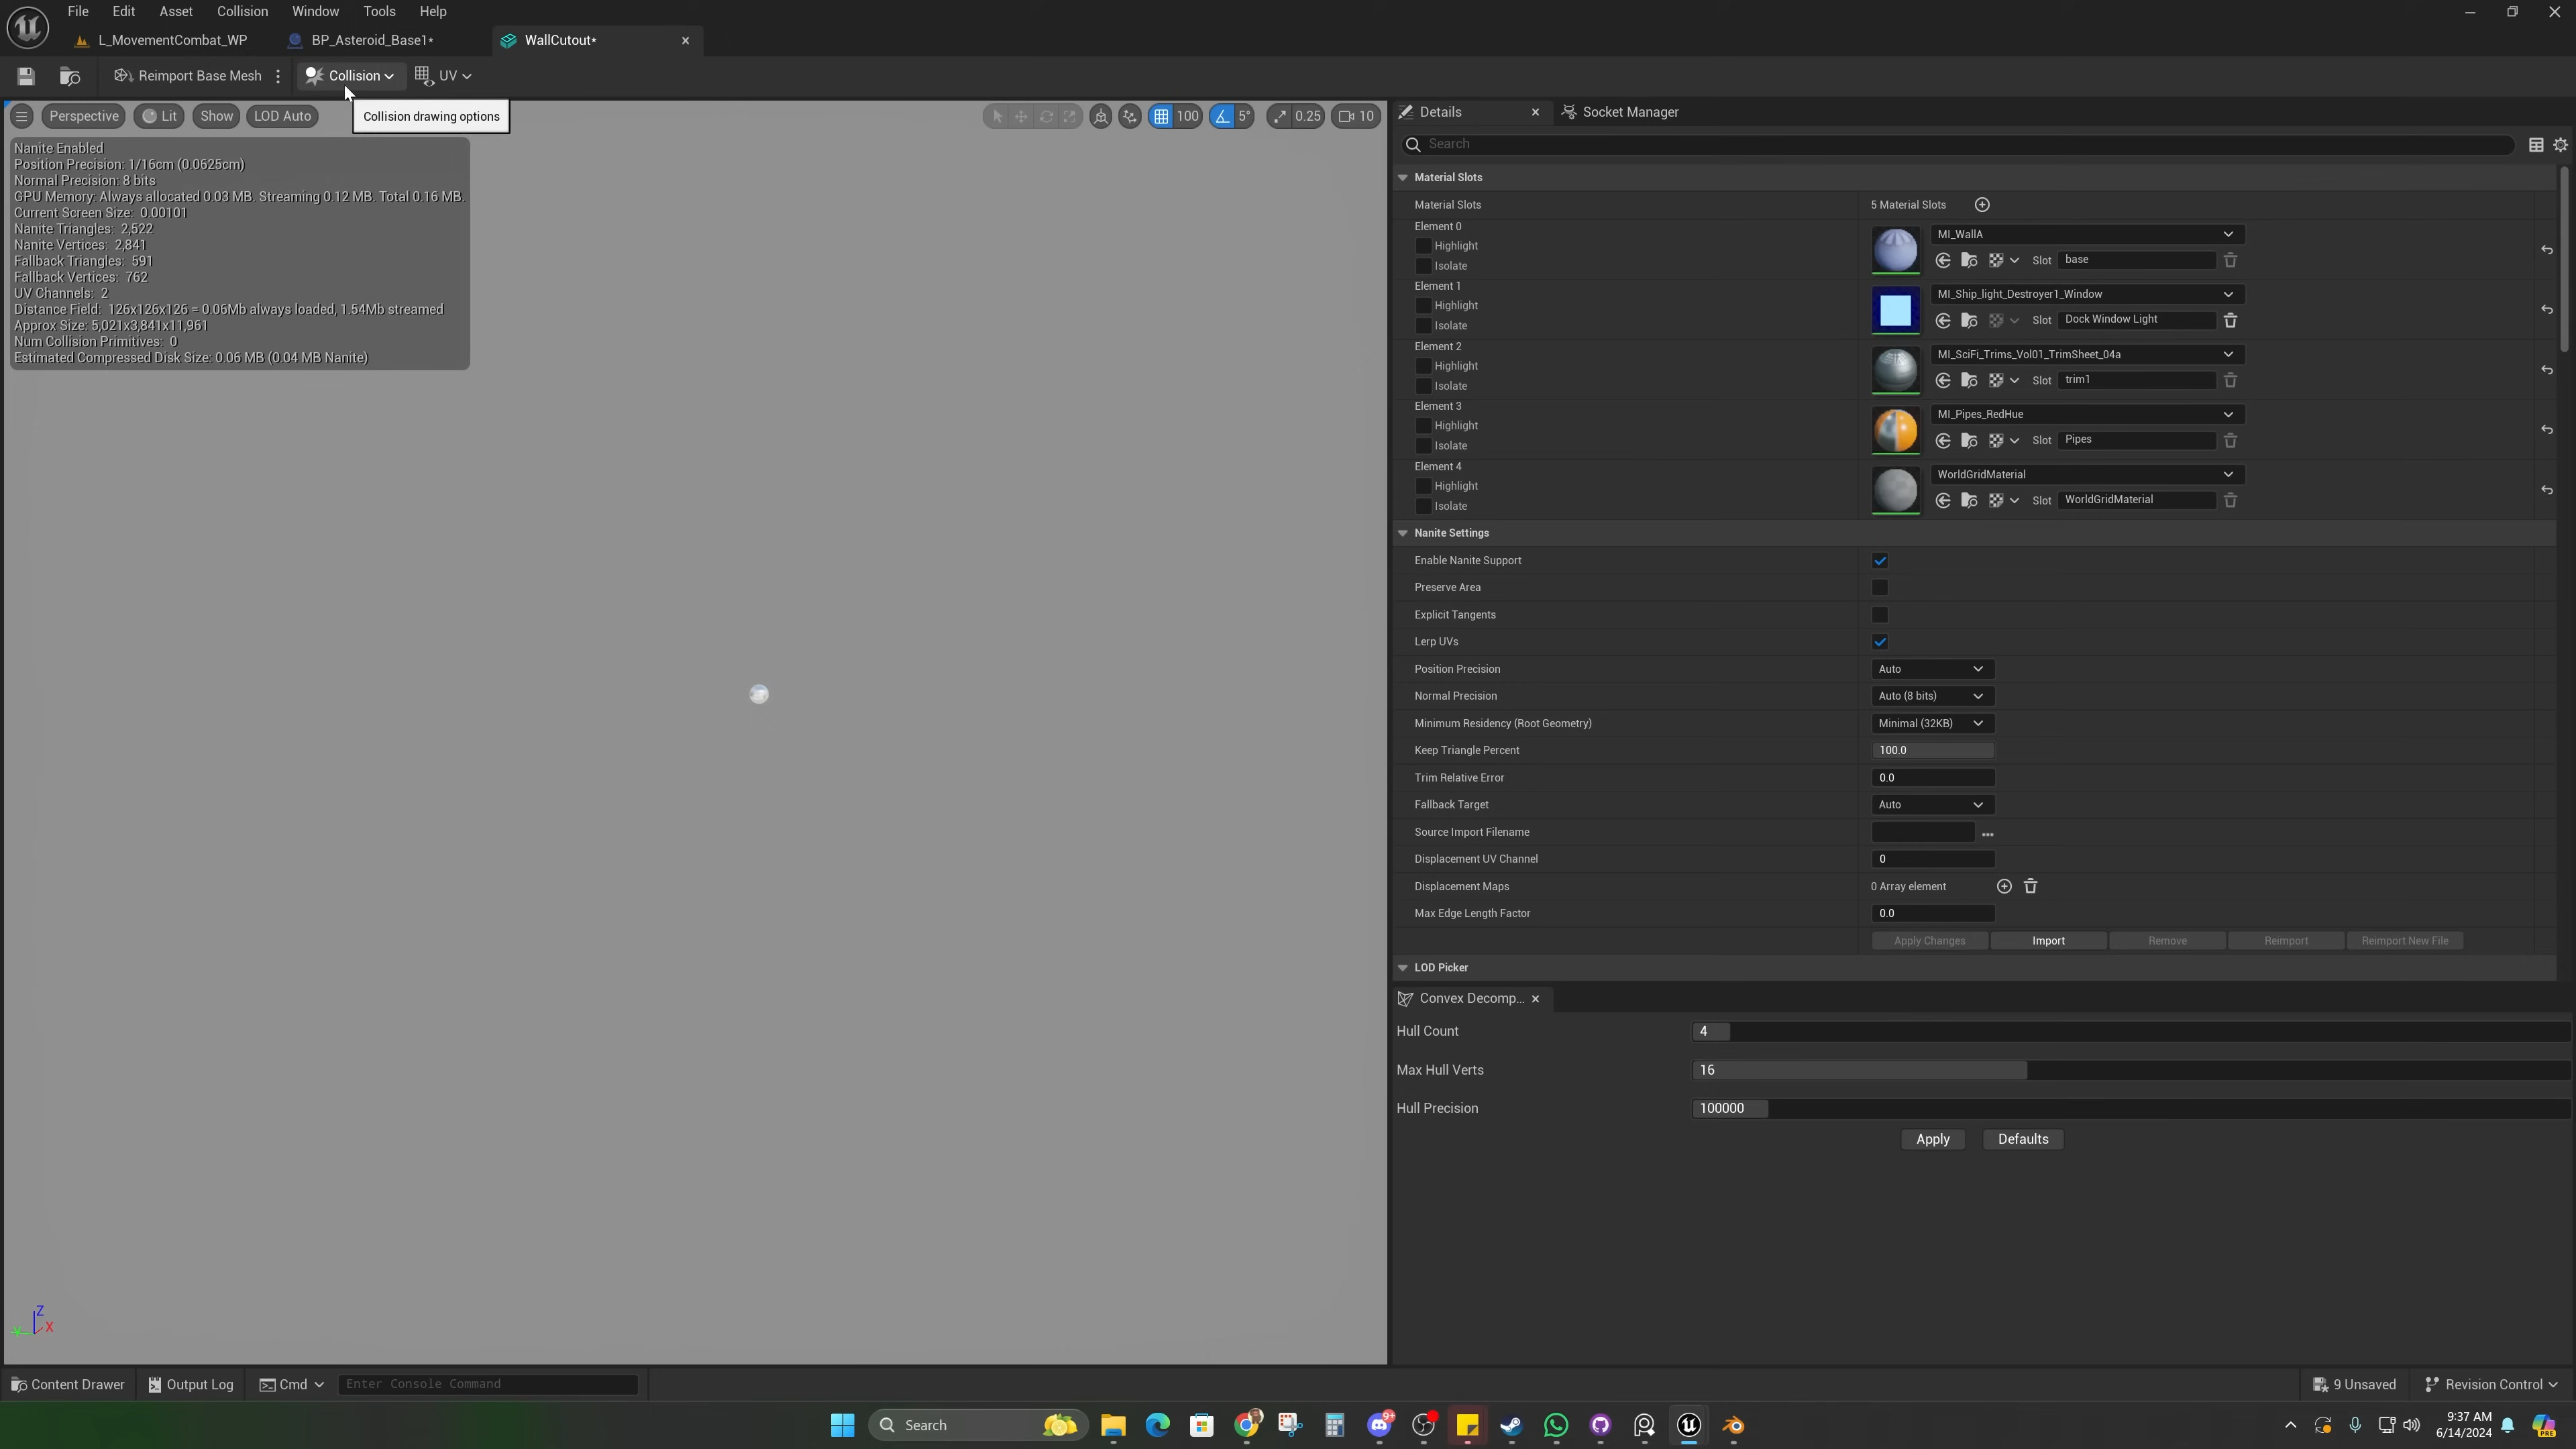 File Edit Asset Collision Window Tools Help
L_MovementCombat_WP BP_Asteroid_Base1* WallCutout*
Reimport Base Mesh Collision UV
Collision drawing options
Perspective Lit Show LOD Auto 100 5° 0.25 10
Nanite Enabled
Position Precision: 1/16cm (0.0625cm)
Normal Precision: 8 bits
GPU Memory: Always allocated 0.03 MB. Streaming 0.12 MB. Total 0.16 MB.
Current Screen Size: 0.00101
Nanite Triangles: 2,522
Nanite Vertices: 2,841
Fallback Triangles: 591
Fallback Vertices: 762
UV Channels: 2
Distance Field: 126x126x126 = 0.06Mb always loaded, 1.54Mb streamed
Approx Size: 5,021x3,841x11,961
Num Collision Primitives: 0
Estimated Compressed Disk Size: 0.06 MB (0.04 MB Nanite)
Z
X
Y
Details Socket Manager
Search
Material Slots
Material Slots 5 Material Slots
Element 0
Highlight
Isolate
MI_WallA
Slot base
Element 1
Highlight
Isolate
MI_Ship_light_Destroyer1_Window
Slot Dock Window Light
Element 2
Highlight
Isolate
MI_SciFi_Trims_Vol01_TrimSheet_04a
Slot trim1
Element 3
Highlight
Isolate
MI_Pipes_RedHue
Slot Pipes
Element 4
Highlight
Isolate
WorldGridMaterial
Slot WorldGridMaterial
Nanite Settings
Enable Nanite Support
Preserve Area
Explicit Tangents
Lerp UVs
Position Precision Auto
Normal Precision Auto (8 bits)
Minimum Residency (Root Geometry) Minimal (32KB)
Keep Triangle Percent 100.0
Trim Relative Error 0.0
Fallback Target Auto
Source Import Filename ...
Displacement UV Channel 0
Displacement Maps 0 Array element
Max Edge Length Factor 0.0
Apply Changes Import Remove Reimport Reimport New File
LOD Picker
Convex Decomp...
Hull Count 4
Max Hull Verts 16
Hull Precision 100000
Apply Defaults
Content Drawer Output Log Cmd Enter Console Command 9 Unsaved Revision Control
Search 9+ 9:37 AM
6/14/2024
PRE